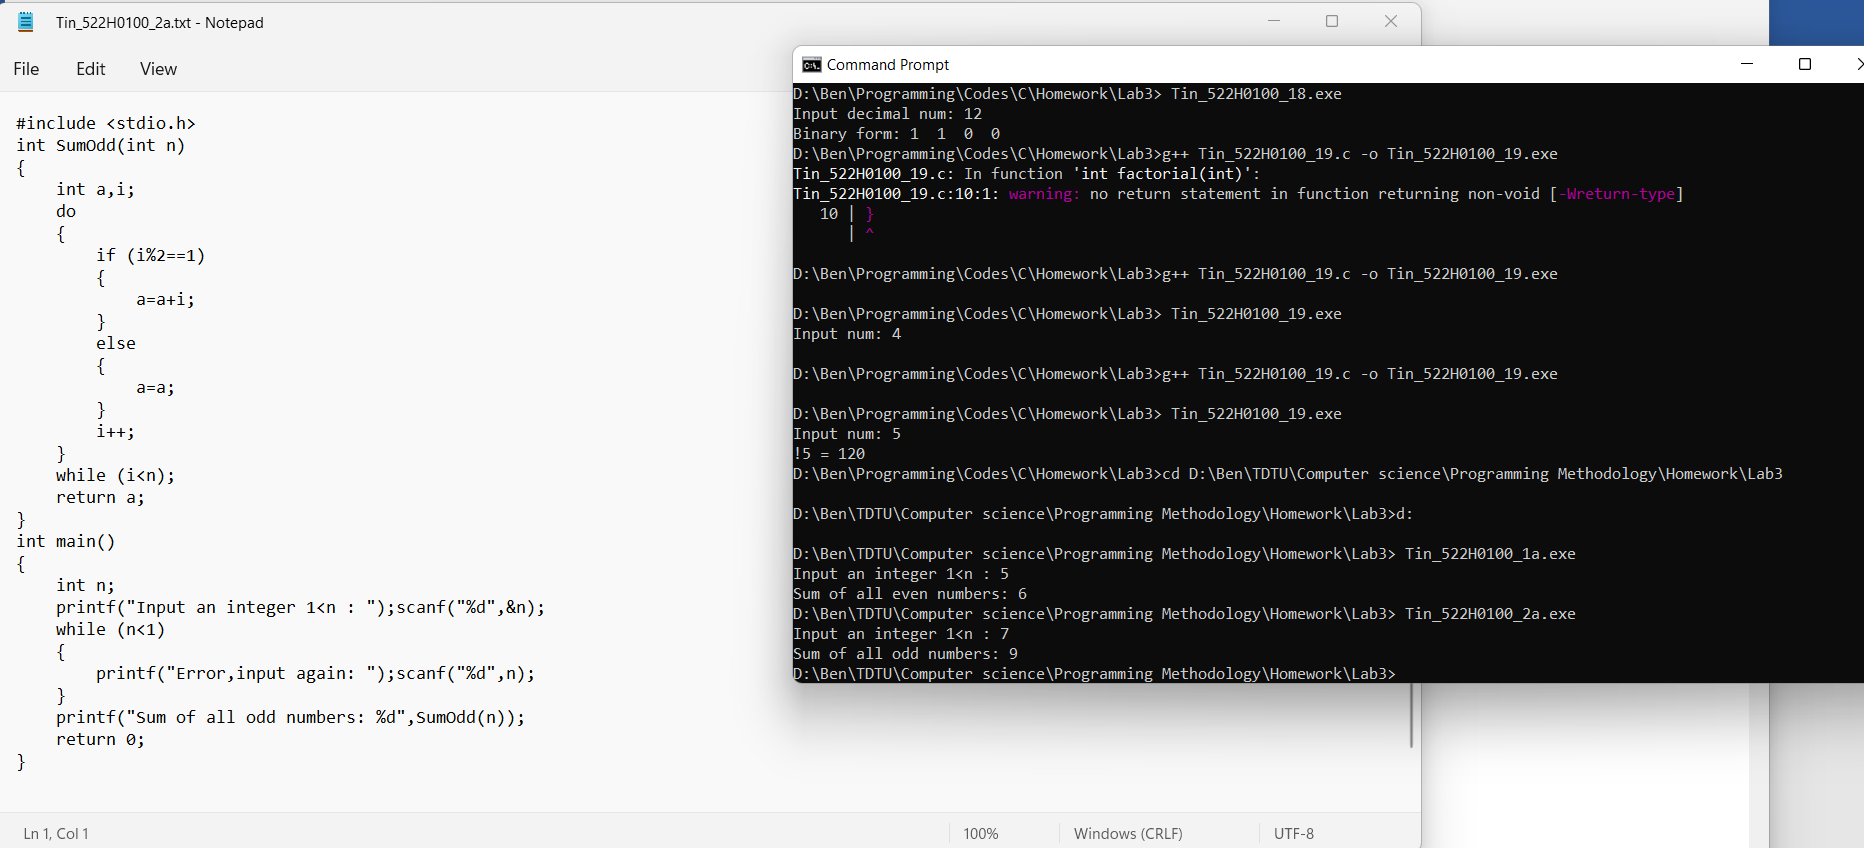 Tin_522H0100_2a.txt - Notepad
File Edit View
#include <stdio.h>
int SumOdd(int n)
{
    int a,i;
    do
    {
        if (i%2==1)
        {
            a=a+i;
        }
        else
        {
            a=a;
        }
        i++;
    }
    while (i<n);
    return a;
}
int main()
{
    int n;
    printf("Input an integer 1<n : ");scanf("%d",&n);
    while (n<1)
    {
        printf("Error,input again: ");scanf("%d",n);
    }
    printf("Sum of all odd numbers: %d",SumOdd(n));
    return 0;
}
Ln 1, Col 1 100% Windows (CRLF) UTF-8
Command Prompt
D:\Ben\Programming\Codes\C\Homework\Lab3> Tin_522H0100_18.exe
Input decimal num: 12
Binary form: 1  1  0  0
D:\Ben\Programming\Codes\C\Homework\Lab3>g++ Tin_522H0100_19.c -o Tin_522H0100_19.exe
Tin_522H0100_19.c: In function 'int factorial(int)':
Tin_522H0100_19.c:10:1: warning: no return statement in function returning non-void [-Wreturn-type]
   10 | }
      | ^
D:\Ben\Programming\Codes\C\Homework\Lab3>g++ Tin_522H0100_19.c -o Tin_522H0100_19.exe
D:\Ben\Programming\Codes\C\Homework\Lab3> Tin_522H0100_19.exe
Input num: 4
D:\Ben\Programming\Codes\C\Homework\Lab3>g++ Tin_522H0100_19.c -o Tin_522H0100_19.exe
D:\Ben\Programming\Codes\C\Homework\Lab3> Tin_522H0100_19.exe
Input num: 5
!5 = 120
D:\Ben\Programming\Codes\C\Homework\Lab3>cd D:\Ben\TDTU\Computer science\Programming Methodology\Homework\Lab3
D:\Ben\TDTU\Computer science\Programming Methodology\Homework\Lab3>d:
D:\Ben\TDTU\Computer science\Programming Methodology\Homework\Lab3> Tin_522H0100_1a.exe
Input an integer 1<n : 5
Sum of all even numbers: 6
D:\Ben\TDTU\Computer science\Programming Methodology\Homework\Lab3> Tin_522H0100_2a.exe
Input an integer 1<n : 7
Sum of all odd numbers: 9
D:\Ben\TDTU\Computer science\Programming Methodology\Homework\Lab3>